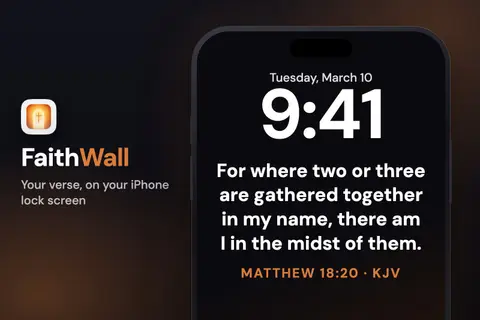 FaithWall
Your verse, on your iPhone
lock screen
Tuesday, March 10
9:41
For where two or three
are gathered together
in my name, there am
I in the midst of them.
MATTHEW 18:20 · KJV